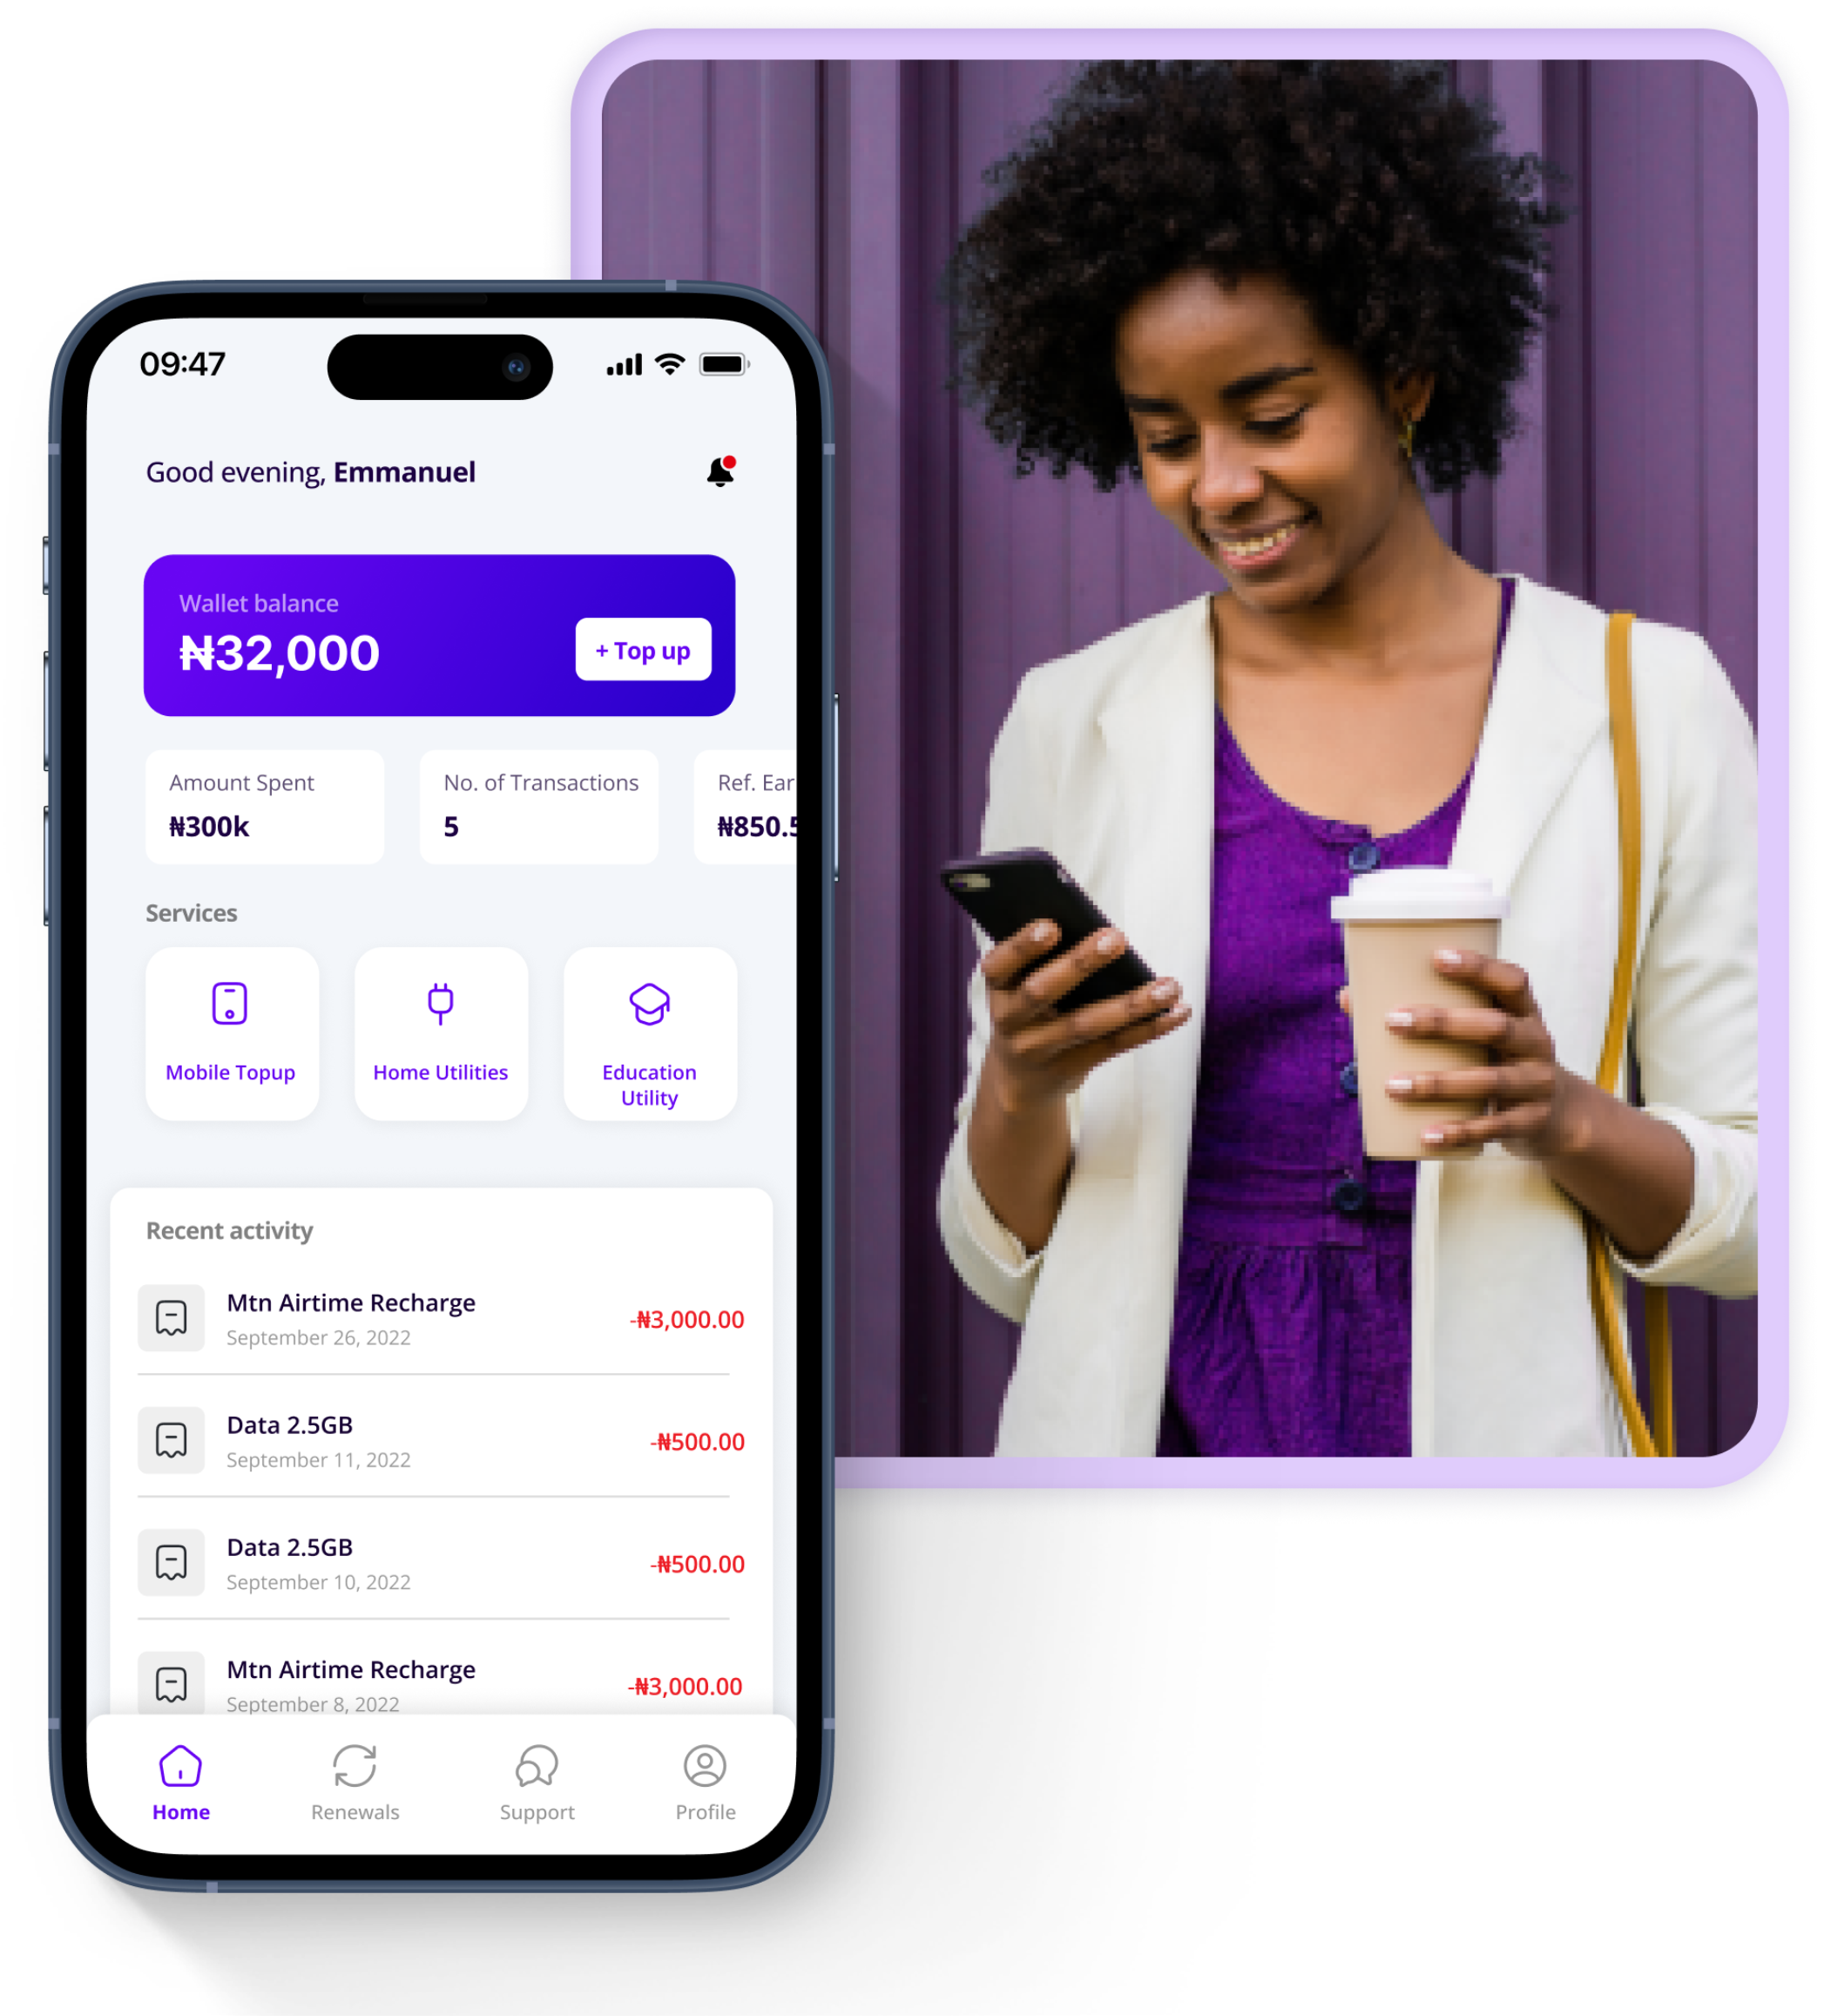 09:47
Good evening, Emmanuel
Wallet balance
₦32,000
+ Top up
Amount Spent
₦300k
No. of Transactions
5
Ref. Ear
₦850.5
Services
Mobile Topup
Home Utilities
Education
Utility
Recent activity
Mtn Airtime Recharge
-₦3,000.00
September 26, 2022
Data 2.5GB
-₦500.00
September 11, 2022
Data 2.5GB
-₦500.00
September 10, 2022
Mtn Airtime Recharge
-₦3,000.00
September 8, 2022
Home
Renewals
Support
Profile